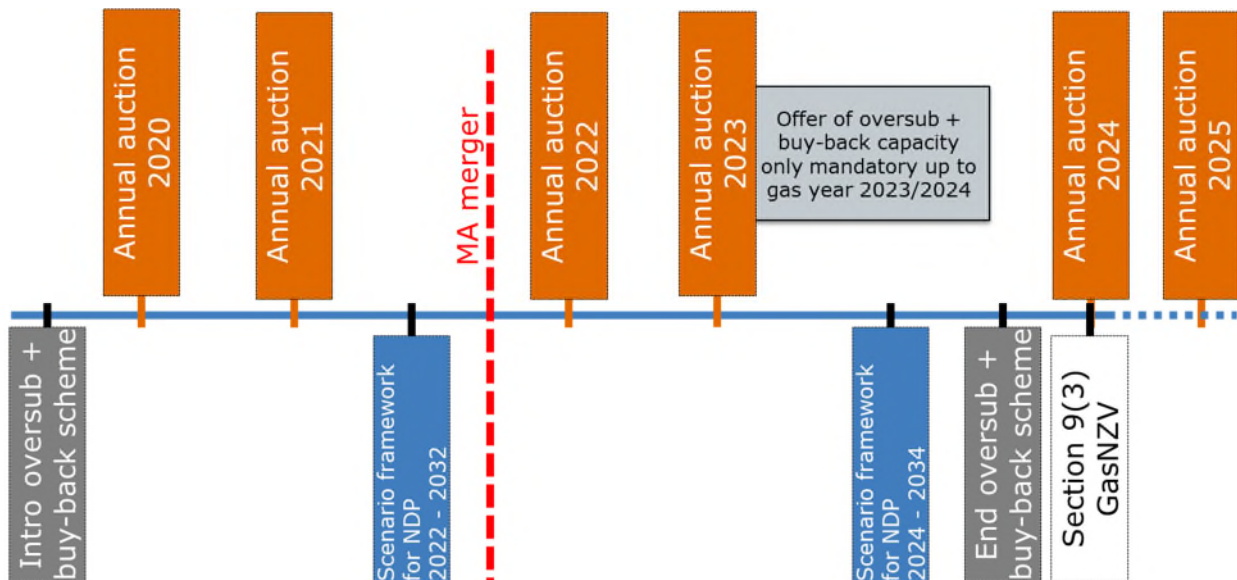 Annual auction
2020
Annual auction
2021
MA merger
Annual auction
2022
Annual auction
2023
Offer of oversub +
buy-back capacity
only mandatory up to
gas year 2023/2024
Annual auction
2024
Annual auction
2025
Intro oversub +
buy-back scheme
Scenario framework
for NDP
2022 - 2032
Scenario framework
for NDP
2024 - 2034
End oversub +
buy-back scheme
Section 9(3)
GasNZV